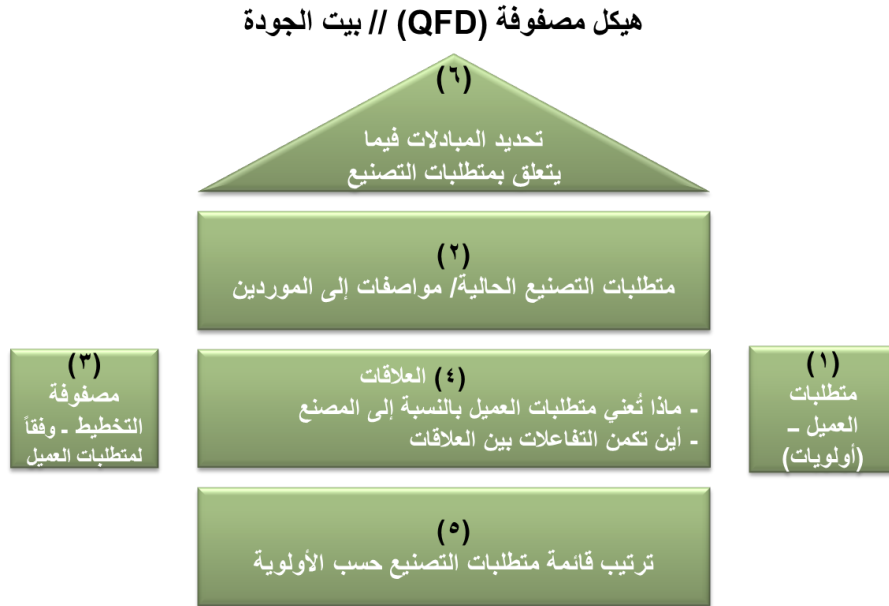 هيكل مصفوفة (QFD) // بيت الجودة
(٦)
تحديد المبادلات فيما
يتعلق بمتطلبات التصنيع
(٢)
متطلبات التصنيع الحالية/ مواصفات إلى الموردين
(١)
متطلبات
العميل –
(أولويات)
(٤) العلاقات
- ماذا تُعني متطلبات العميل بالنسبة إلى المصنع
- أين تكمن التفاعلات بين العلاقات
(٣)
مصفوفة
التخطيط - وفقاً
لمتطلبات العميل
(٥)
ترتيب قائمة متطلبات التصنيع حسب الأولوية